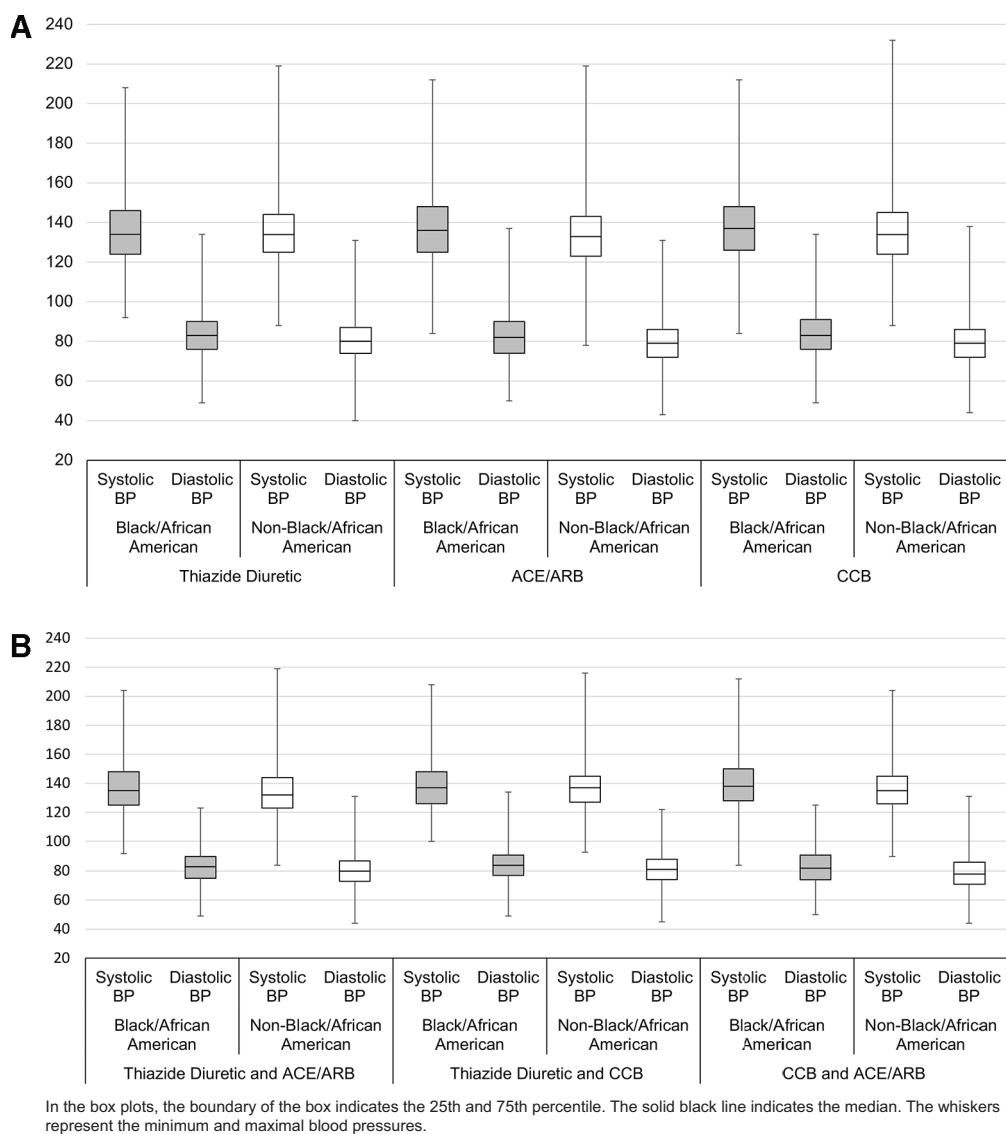 A
240
220
200
180
160
140
120
100
80
60
40
20
Systolic BP Diastolic BP Systolic BP Diastolic BP Systolic BP Diastolic BP Systolic BP Diastolic BP Systolic BP Diastolic BP Systolic BP Diastolic BP
Black/African American Non-Black/African American Black/African American Non-Black/African American Black/African American Non-Black/African American
Thiazide Diuretic ACE/ARB CCB
B
240
220
200
180
160
140
120
100
80
60
40
20
Systolic BP Diastolic BP Systolic BP Diastolic BP Systolic BP Diastolic BP Systolic BP Diastolic BP Systolic BP Diastolic BP Systolic BP Diastolic BP
Black/African American Non-Black/African American Black/African American Non-Black/African American Black/African American Non-Black/African American
Thiazide Diuretic and ACE/ARB Thiazide Diuretic and CCB CCB and ACE/ARB
In the box plots, the boundary of the box indicates the 25th and 75th percentile. The solid black line indicates the median. The whiskers
represent the minimum and maximal blood pressures.